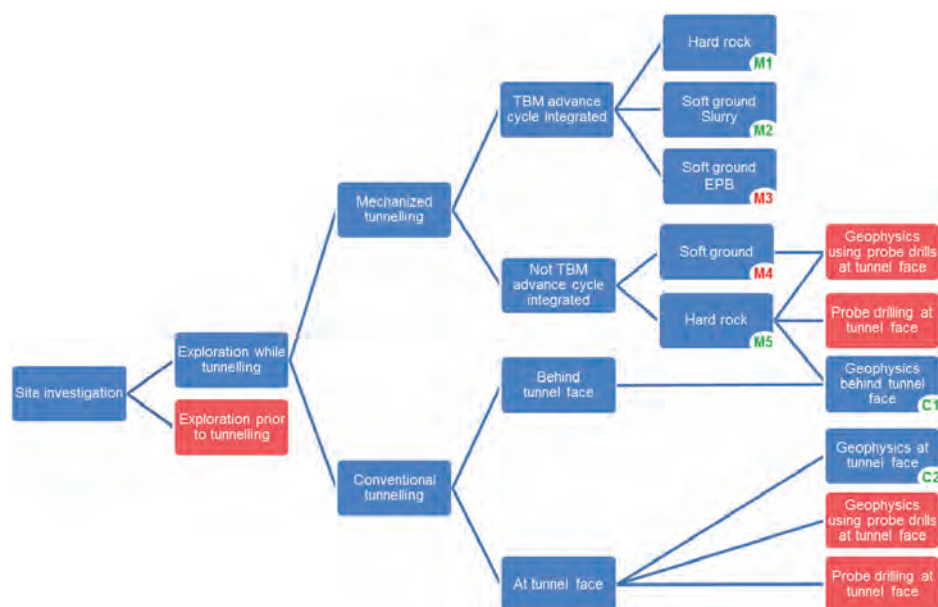 Site investigation
Exploration while
tunnelling
Exploration prior
to tunnelling
Mechanized
tunnelling
Conventional
tunnelling
TBM advance
cycle integrated
Not TBM
advance cycle
integrated
Behind
tunnel face
At tunnel face
Hard rock
M1
Soft ground
Slurry
M2
Soft ground
EPB
M3
Soft ground
M4
Hard rock
M5
Geophysics
using probe drills
at tunnel face
Probe drilling at
tunnel face
Geophysics
behind tunnel
face
C1
Geophysics at
tunnel face
C2
Geophysics
using probe drills
at tunnel face
Probe drilling at
tunnel face